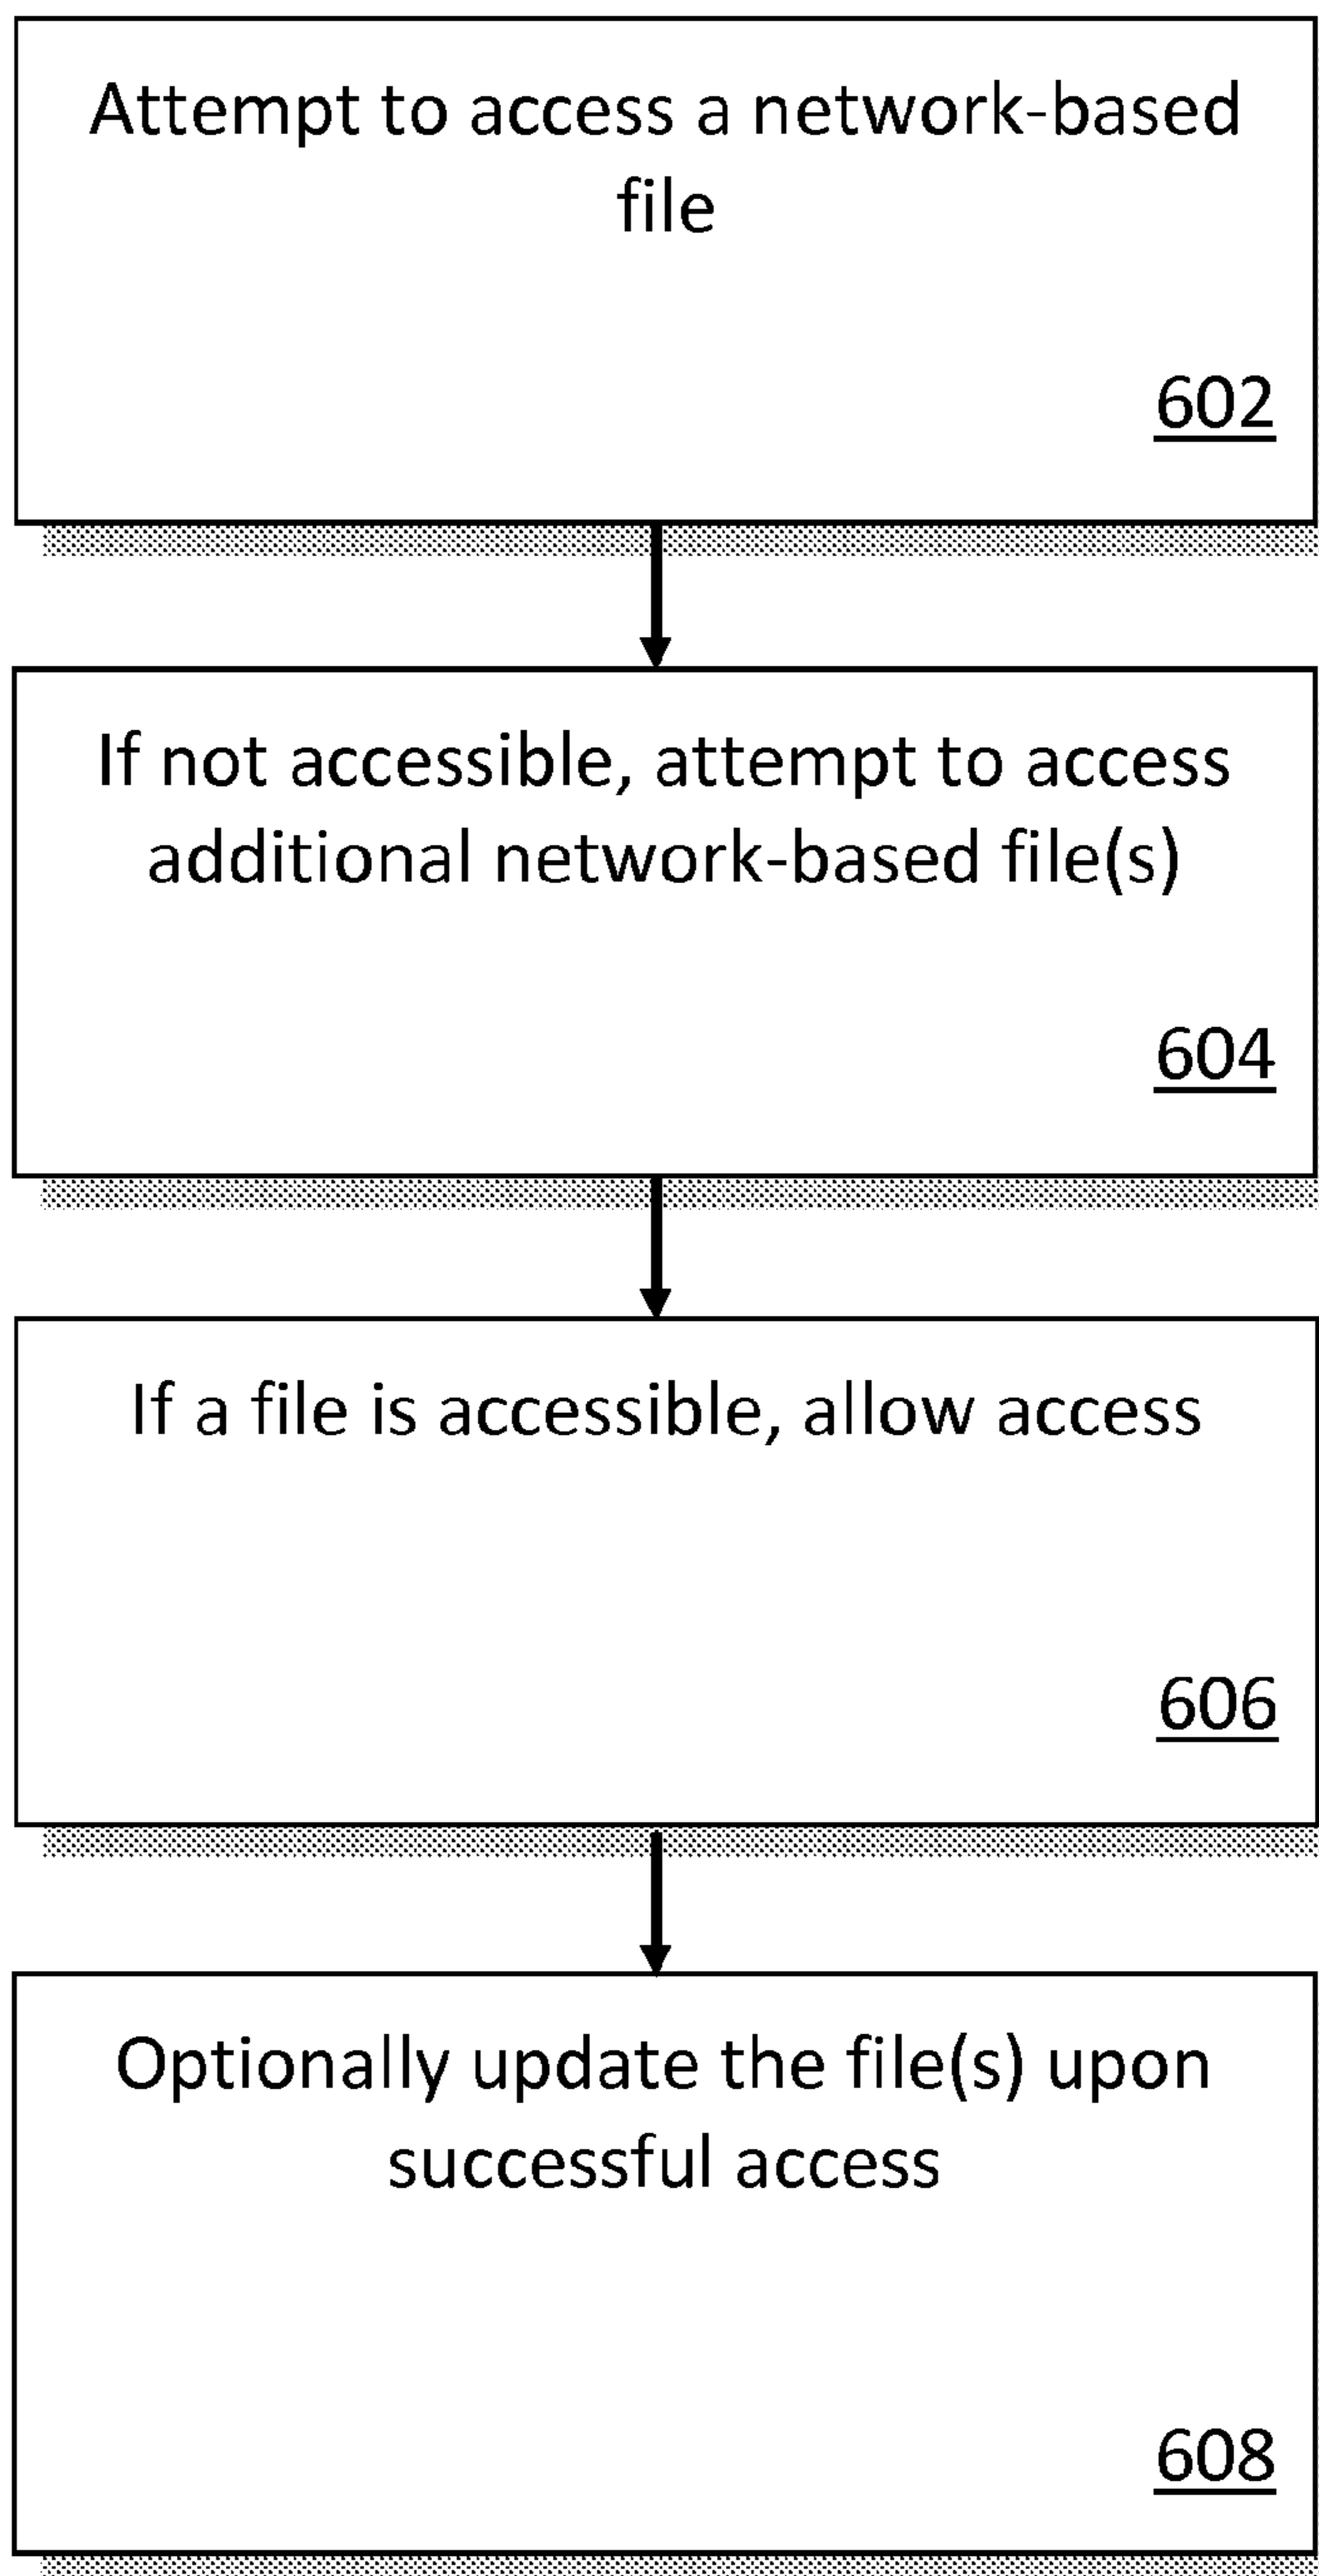 Attempt to access a network-based
file
602
If not accessible, attempt to access
additional network-based file(s)
604
If a file is accessible, allow access
606
Optionally update the file(s) upon
successful access
608